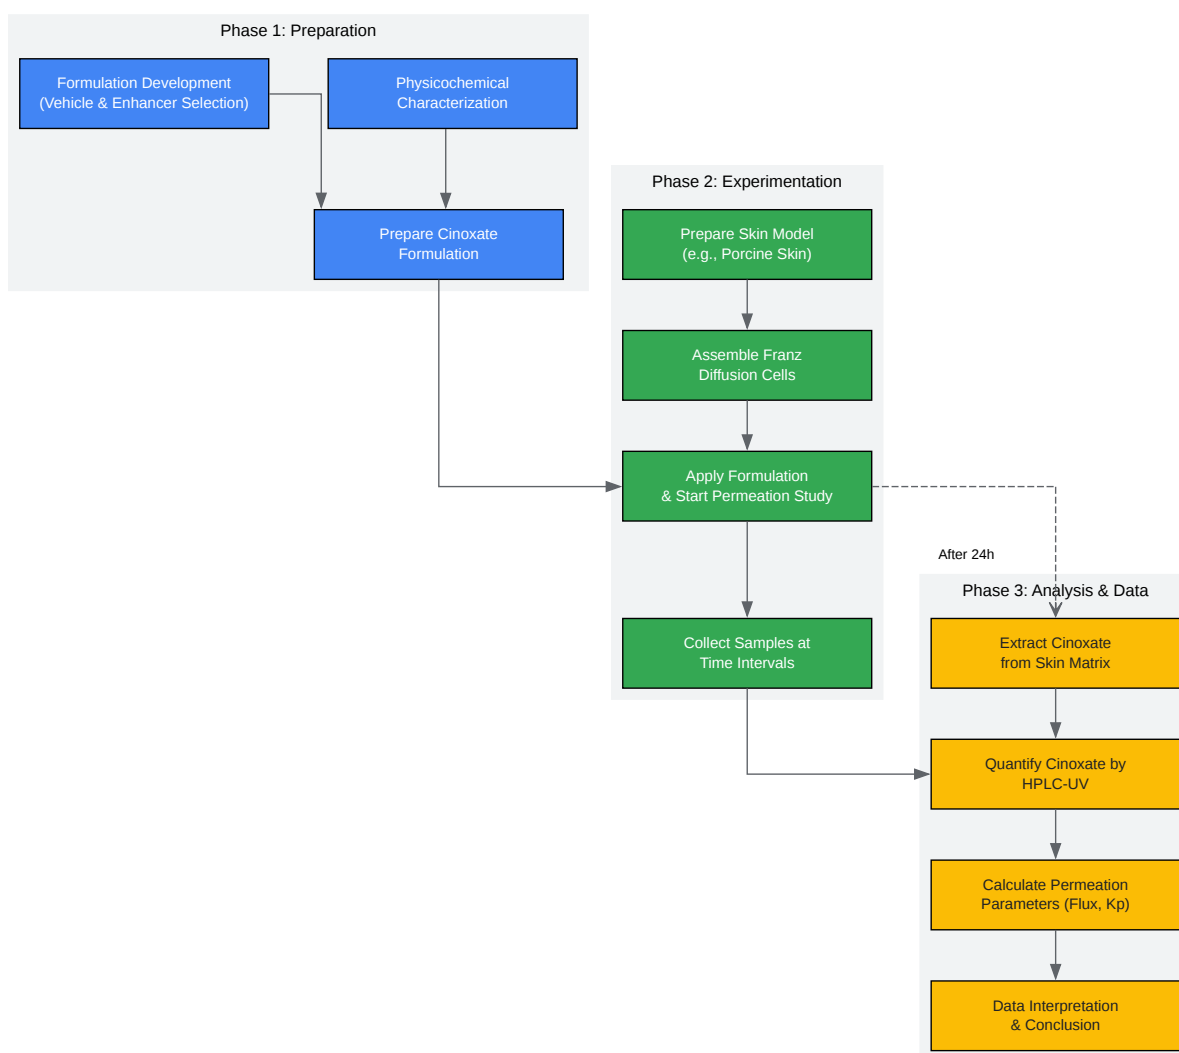 Phase 1: Preparation
Formulation Development
(Vehicle & Enhancer Selection)
Physicochemical
Characterization
Prepare Cinoxate
Formulation
Phase 2: Experimentation
Prepare Skin Model
(e.g., Porcine Skin)
Assemble Franz
Diffusion Cells
Apply Formulation
& Start Permeation Study
Collect Samples at
Time Intervals
After 24h
Phase 3: Analysis & Data
Extract Cinoxate
from Skin Matrix
Quantify Cinoxate by
HPLC-UV
Calculate Permeation
Parameters (Flux, Kp)
Data Interpretation
& Conclusion